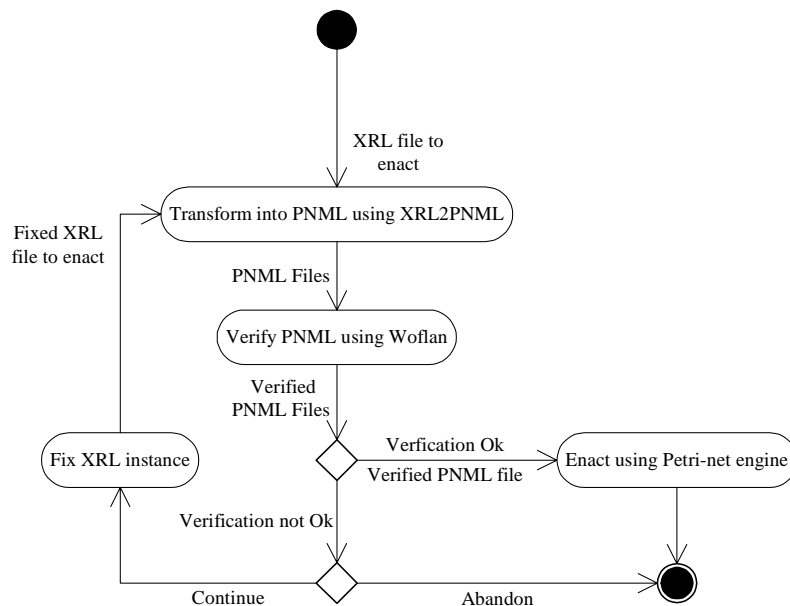 XRL file to
enact
Transform into PNML using XRL2PNML
Fixed XRL
file to enact
PNML Files
Verify PNML using Woflan
Verified
PNML Files
Fix XRL instance
Verfication Ok
Verified PNML file
Enact using Petri-net engine
Verification not Ok
Continue
Abandon